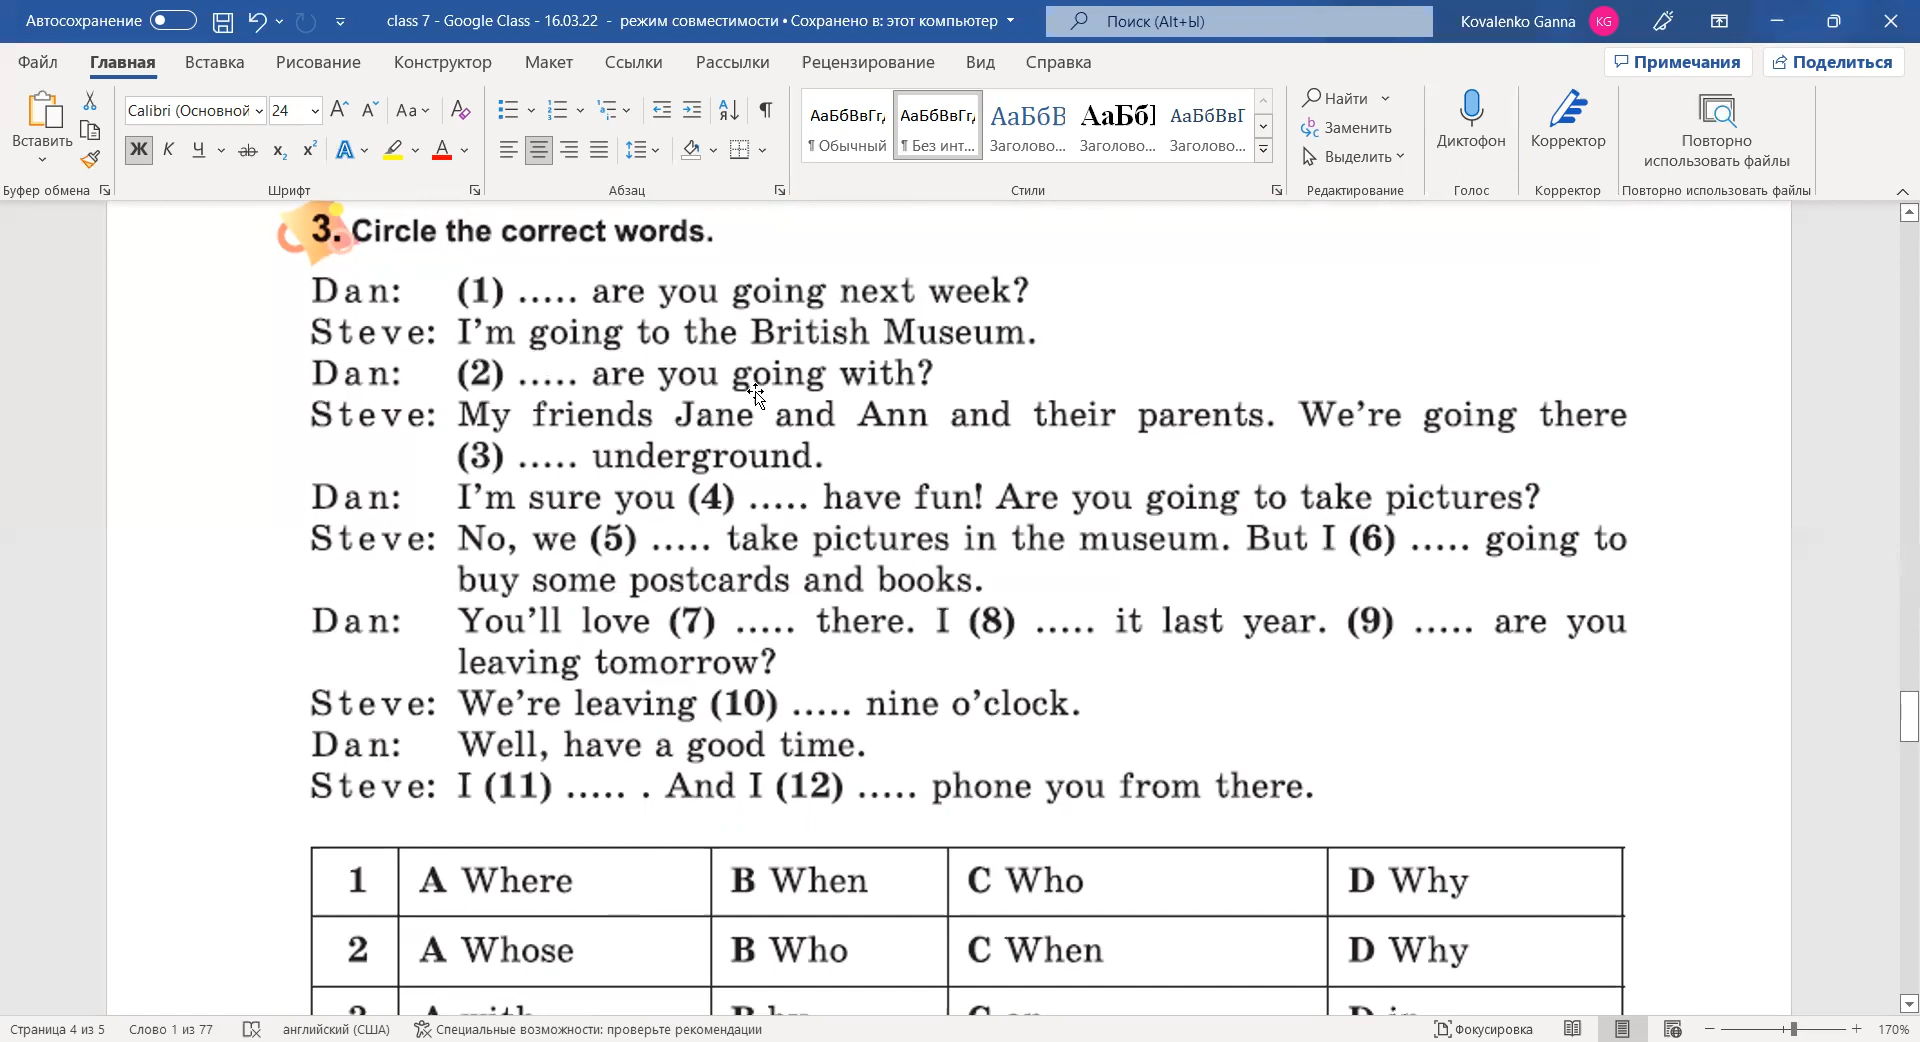 Автосохранение
class 7 - Google Class - 16.03.22 - режим совместимости • Сохранено в: этот компьютер
Поиск (Alt+Ы)
Kovalenko Ganna KG
Файл Главная Вставка Рисование Конструктор Макет Ссылки Рассылки Рецензирование Вид Справка Примечания Поделиться
Вставить
Calibri (Основной 24
Aa
Ж К Ч ab x₂ x²
АаБбВвГг, ¶ Обычный
АаБбВвГг, ¶ Без инт...
АаБбВ Заголово...
АаБбІ Заголово...
АаБбВвІ Заголово...
Найти
Заменить
Выделить
Диктофон
Корректор
Повторно использовать файлы
Буфер обмена Шрифт Абзац Стили Редактирование Голос Корректор Повторно использовать файлы
3. Circle the correct words.
Dan: (1) ..... are you going next week?
Steve: I'm going to the British Museum.
Dan: (2) ..... are you going with?
Steve: My friends Jane and Ann and their parents. We're going there
(3) ..... underground.
Dan: I'm sure you (4) ..... have fun! Are you going to take pictures?
Steve: No, we (5) ..... take pictures in the museum. But I (6) ..... going to
buy some postcards and books.
Dan: You'll love (7) ..... there. I (8) ..... it last year. (9) ..... are you
leaving tomorrow?
Steve: We're leaving (10) ..... nine o'clock.
Dan: Well, have a good time.
Steve: I (11) ..... . And I (12) ..... phone you from there.
1 A Where B When C Who D Why
2 A Whose B Who C When D Why
Страница 4 из 5 Слово 1 из 77 английский (США) Специальные возможности: проверьте рекомендации Фокусировка 170%